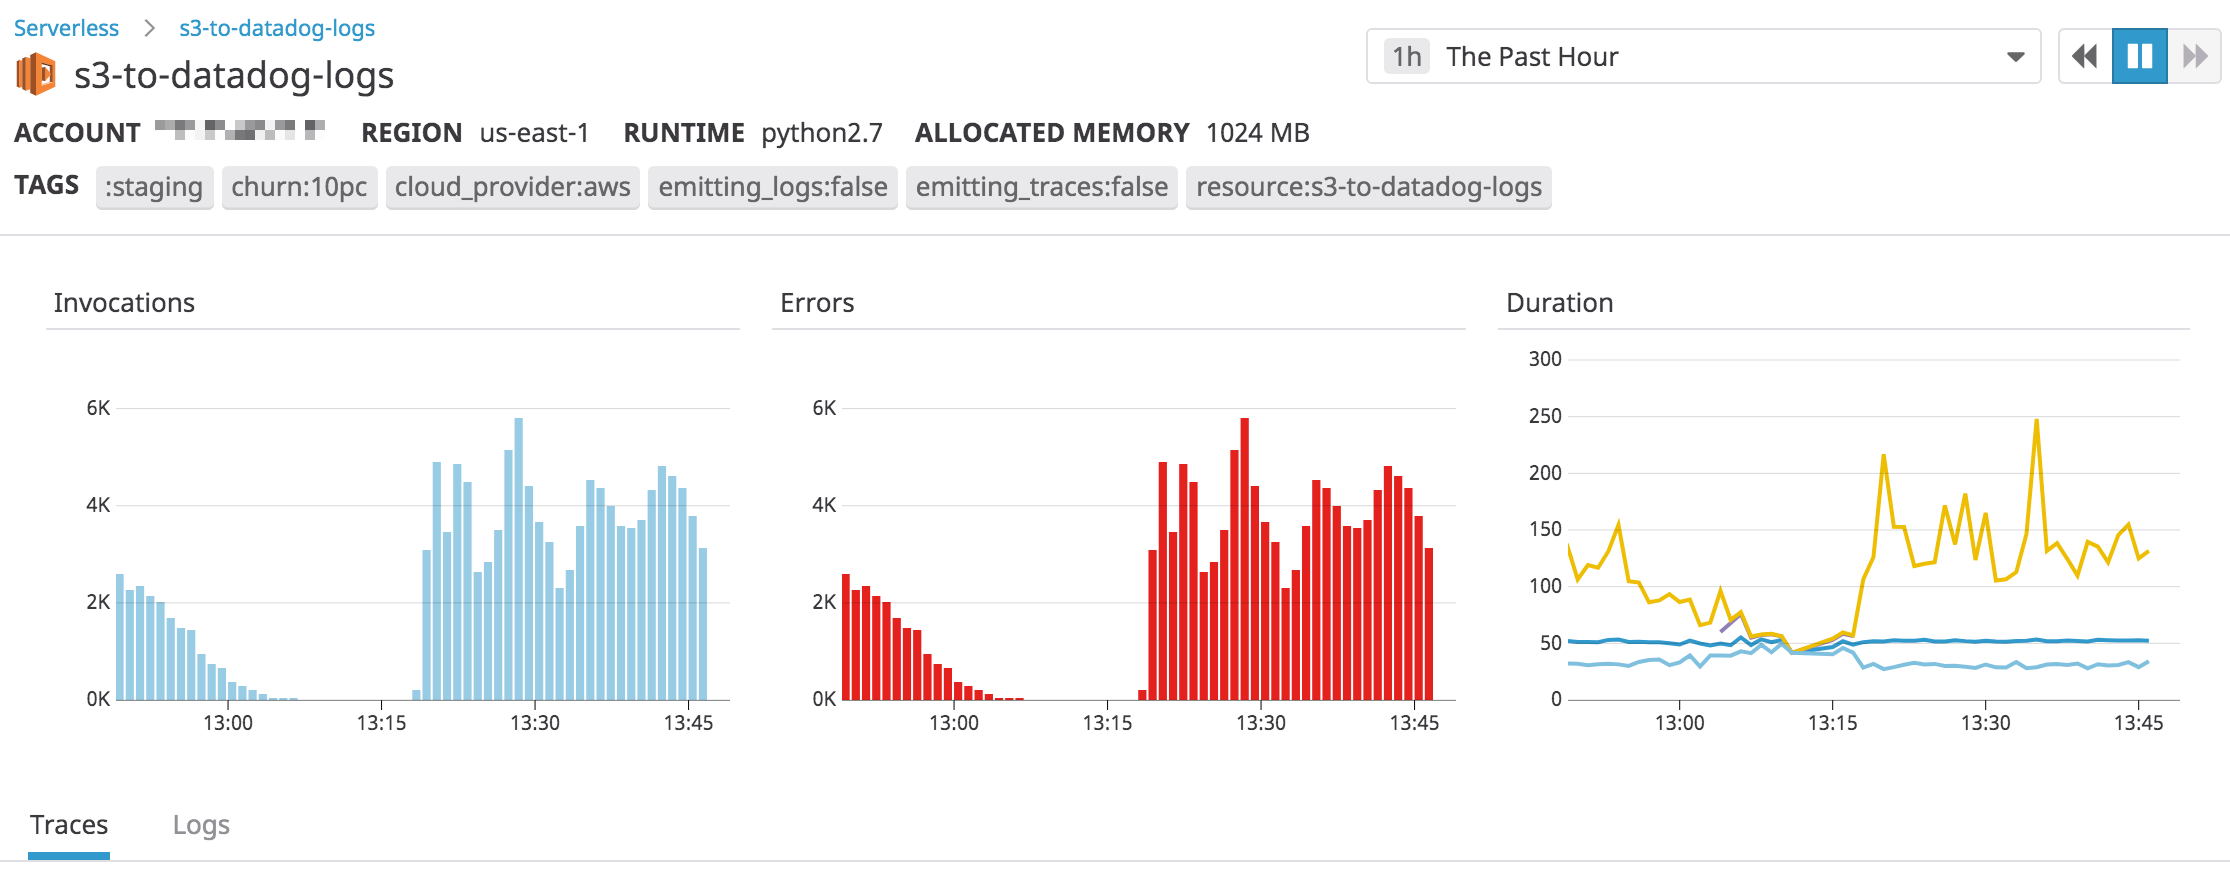 Serverless > s3-to-datadog-logs
s3-to-datadog-logs
1h The Past Hour
ACCOUNT REGION us-east-1 RUNTIME python2.7 ALLOCATED MEMORY 1024 MB
TAGS :staging churn:10pc cloud_provider:aws emitting_logs:false emitting_traces:false resource:s3-to-datadog-logs
Invocations
6K
4K
2K
0K
13:00 13:15 13:30 13:45
Errors
6K
4K
2K
0K
13:00 13:15 13:30 13:45
Duration
300
250
200
150
100
50
0
13:00 13:15 13:30 13:45
Traces Logs